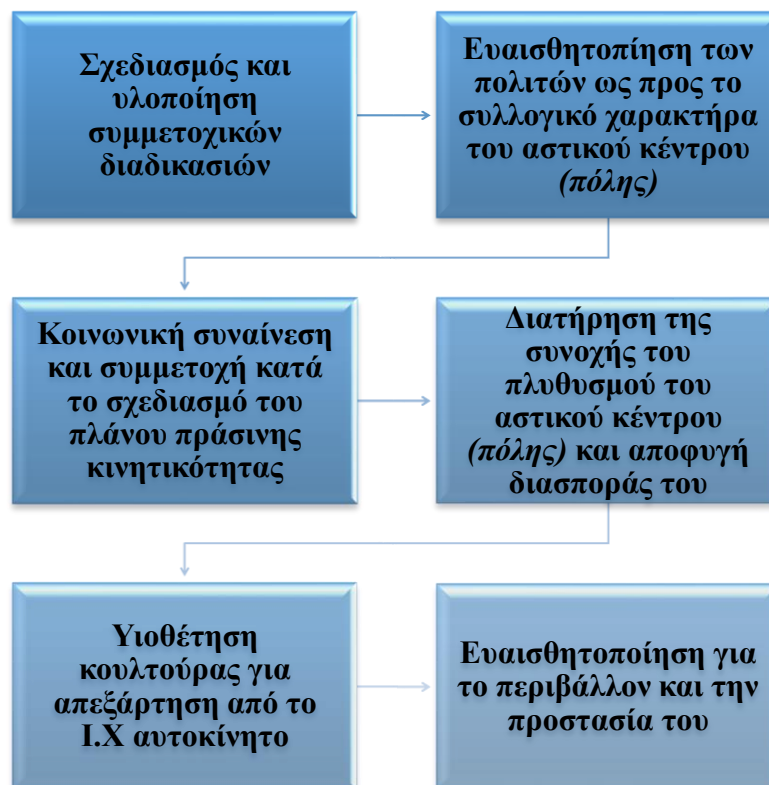 Σχεδιασμός και
υλοποίηση
συμμετοχικών
διαδικασιών
Ευαισθητοπίηση των
πολιτών ως προς το
συλλογικό χαρακτήρα
του αστικού κέντρου
(πόλης)
Κοινωνική συναίνεση
και συμμετοχή κατά
το σχεδιασμό του
πλάνου πράσινης
κινητικότητας
Διατήρηση της
συνοχής του
πλυθυσμού του
αστικού κέντρου
(πόλης) και αποφυγή
διασποράς του
Υιοθέτηση
κουλτούρας για
απεξάρτηση από το
Ι.Χ αυτοκίνητο
Ευαισθητοποίηση για
το περιβάλλον και την
προστασία του